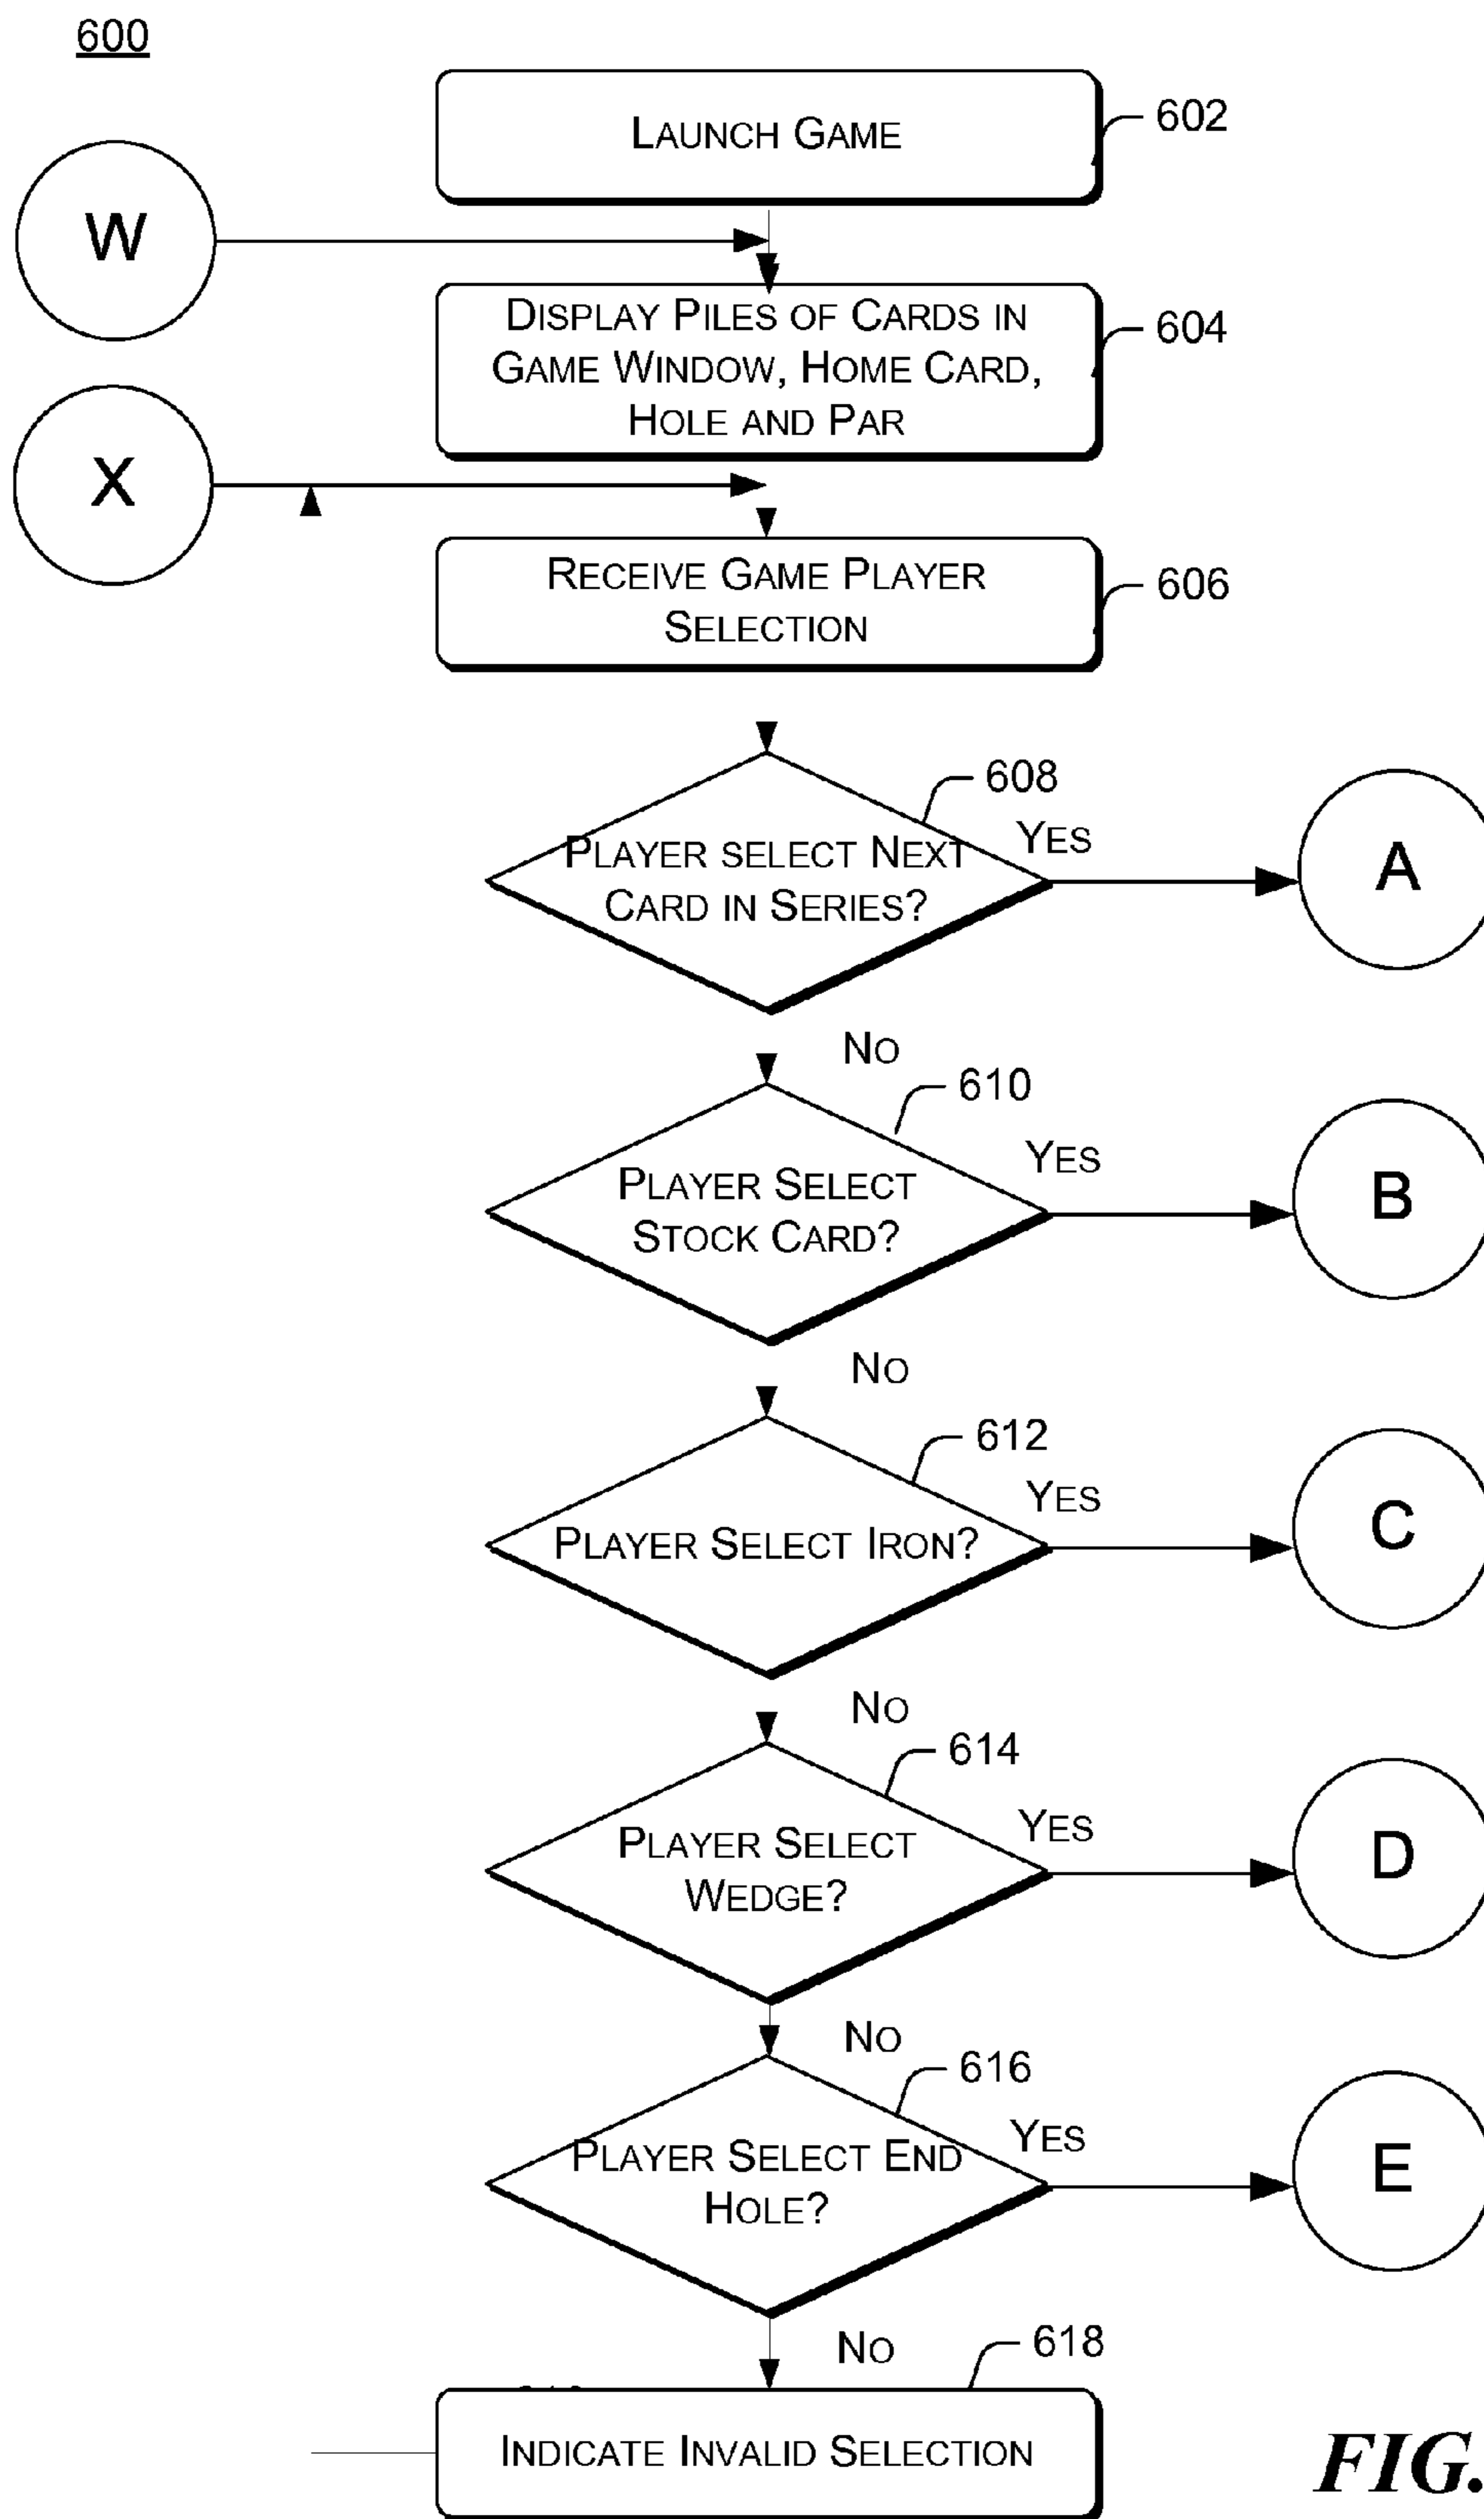 600
LAUNCH GAME
602
W
DISPLAY PILES OF CARDS IN
GAME WINDOW, HOME CARD,
HOLE AND PAR
604
X
RECEIVE GAME PLAYER
SELECTION
606
608
PLAYER SELECT NEXT
CARD IN SERIES?
YES
A
NO
610
PLAYER SELECT
STOCK CARD?
YES
B
NO
612
PLAYER SELECT IRON?
YES
C
NO
614
PLAYER SELECT
WEDGE?
YES
D
NO
616
PLAYER SELECT END
HOLE?
YES
E
NO
618
INDICATE INVALID SELECTION
FIG.